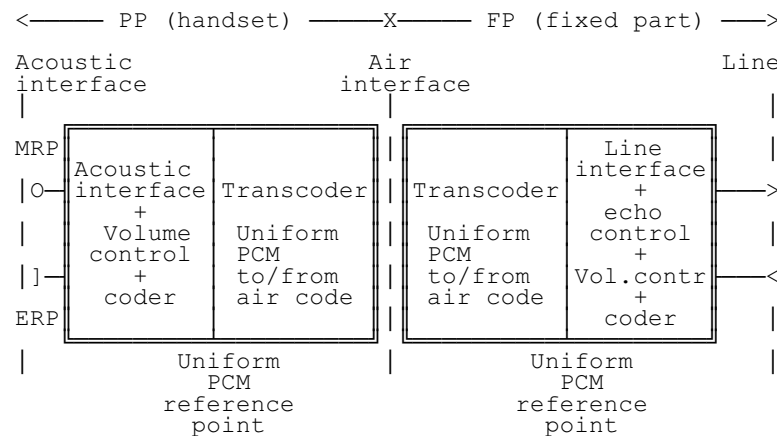 <────── PP (handset) ──────X────── FP (fixed part) ────>
Acoustic Air Line
interface interface
MRP
ERP
Acoustic
interface
+
Volume
control
+
coder
Transcoder
Uniform
PCM
to/from
air code
Transcoder
Uniform
PCM
to/from
air code
Line
interface
+
echo
control
+
Vol.contr
+
coder
Uniform
PCM
reference
point
Uniform
PCM
reference
point